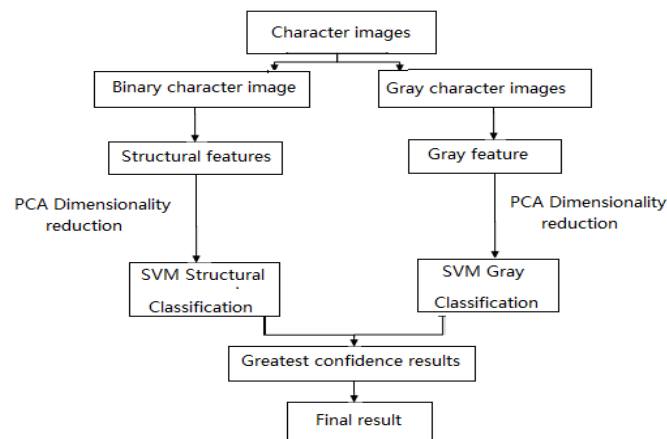 Character images
Binary character image
Gray character images
Structural features
Gray feature
PCA Dimensionality
reduction
PCA Dimensionality
reduction
SVM Structural
Classification
SVM Gray
Classification
Greatest confidence results
Final result